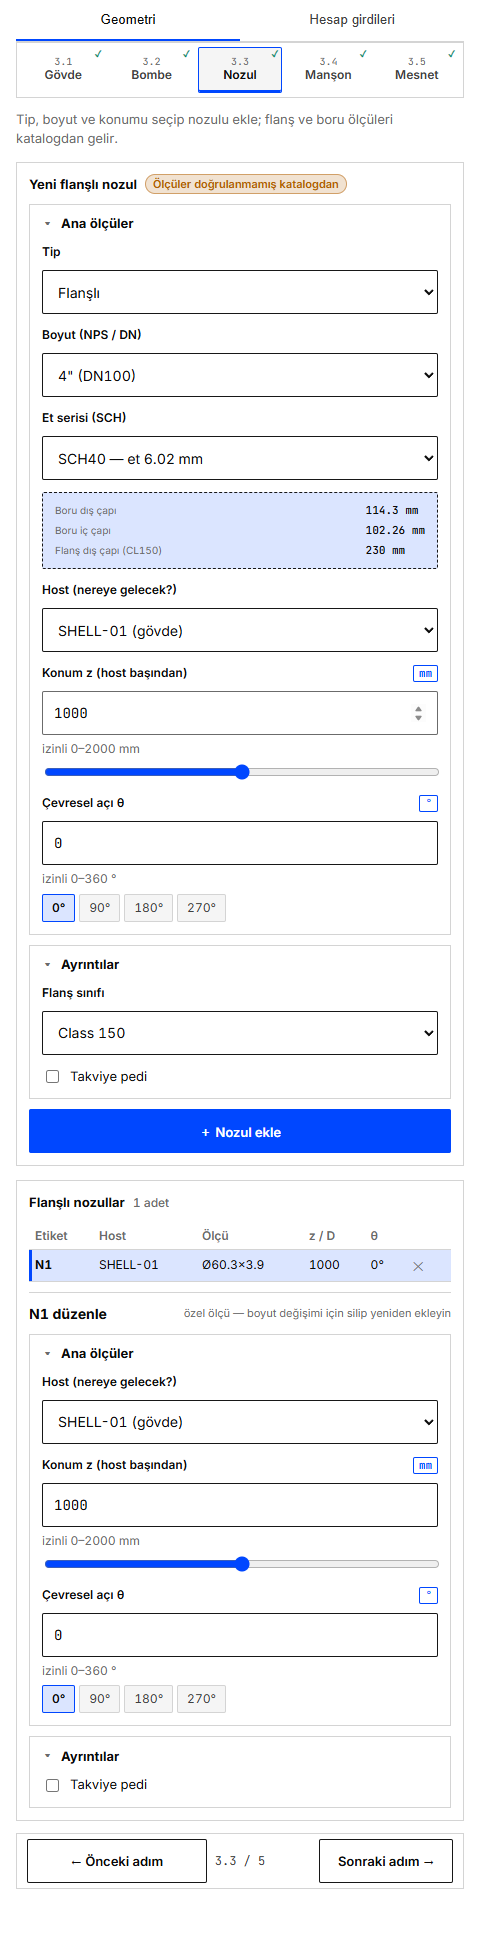 Geometri
Hesap girdileri
3.1 ✓
Gövde
3.2 ✓
Bombe
3.3 ✓
Nozul
3.4 ✓
Manşon
3.5 ✓
Mesnet
Tip, boyut ve konumu seçip nozulu ekle; flanş ve boru ölçüleri
katalogdan gelir.
Yeni flanşlı nozul
Ölçüler doğrulanmamış katalogdan
Ana ölçüler
Tip
Flanşlı
Boyut (NPS / DN)
4" (DN100)
Et serisi (SCH)
SCH40 — et 6.02 mm
Boru dış çapı 114.3 mm
Boru iç çapı 102.26 mm
Flanş dış çapı (CL150) 230 mm
Host (nereye gelecek?)
SHELL-01 (gövde)
Konum z (host başından) mm
1000
izinli 0–2000 mm
Çevresel açı θ °
0
izinli 0–360 °
0° 90° 180° 270°
Ayrıntılar
Flanş sınıfı
Class 150
Takviye pedi
+ Nozul ekle
Flanşlı nozullar 1 adet
Etiket Host Ölçü z / D θ
N1 SHELL-01 Ø60.3×3.9 1000 0° ×
N1 düzenle özel ölçü — boyut değişimi için silip yeniden ekleyin
Ana ölçüler
Host (nereye gelecek?)
SHELL-01 (gövde)
Konum z (host başından) mm
1000
izinli 0–2000 mm
Çevresel açı θ °
0
izinli 0–360 °
0° 90° 180° 270°
Ayrıntılar
Takviye pedi
← Önceki adım 3.3 / 5 Sonraki adım →